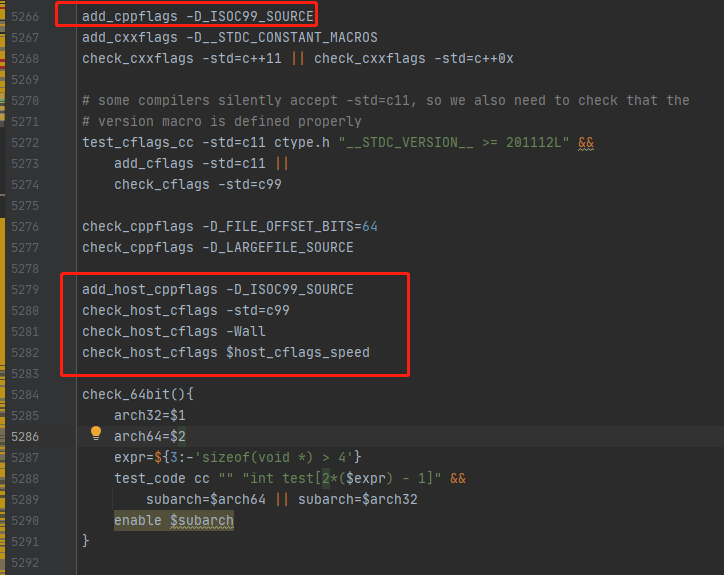 5266 add_cppflags -D_ISOC99_SOURCE
5267 add_cxxflags -D__STDC_CONSTANT_MACROS
5268 check_cxxflags -std=c++11 || check_cxxflags -std=c++0x
5269
5270 # some compilers silently accept -std=c11, so we also need to check that the
5271 # version macro is defined properly
5272 test_cflags_cc -std=c11 ctype.h "__STDC_VERSION__ >= 201112L" &&
5273     add_cflags -std=c11 ||
5274     check_cflags -std=c99
5275
5276 check_cppflags -D_FILE_OFFSET_BITS=64
5277 check_cppflags -D_LARGEFILE_SOURCE
5278
5279 add_host_cppflags -D_ISOC99_SOURCE
5280 check_host_cflags -std=c99
5281 check_host_cflags -Wall
5282 check_host_cflags $host_cflags_speed
5283
5284 check_64bit(){
5285     arch32=$1
5286     arch64=$2
5287     expr=${3:-'sizeof(void *) > 4'}
5288     test_code cc "" "int test[2*($expr) - 1]" &&
5289         subarch=$arch64 || subarch=$arch32
5290     enable $subarch
5291 }
5292